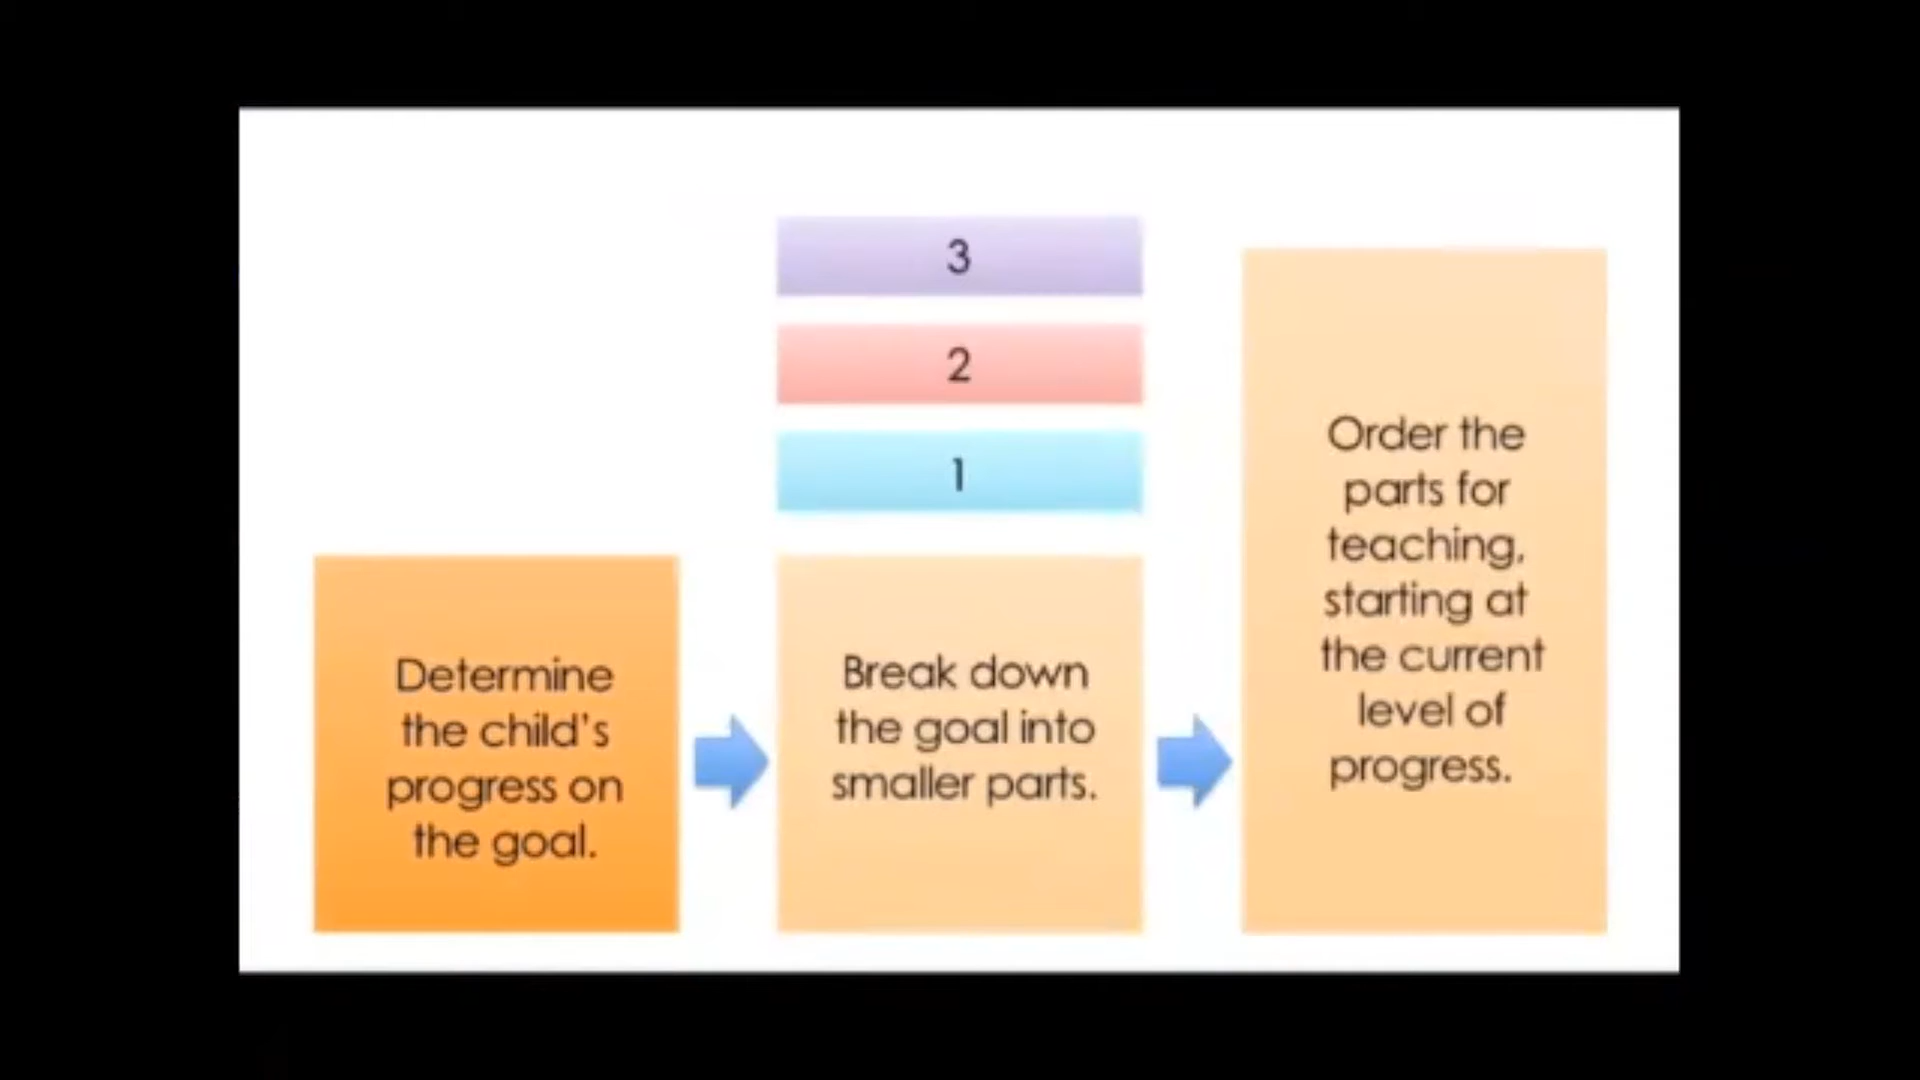 3
2
1
Determine
the child's
progress on
the goal.
Break down
the goal into
smaller parts.
Order the
parts for
teaching,
starting at
the current
level of
progress.